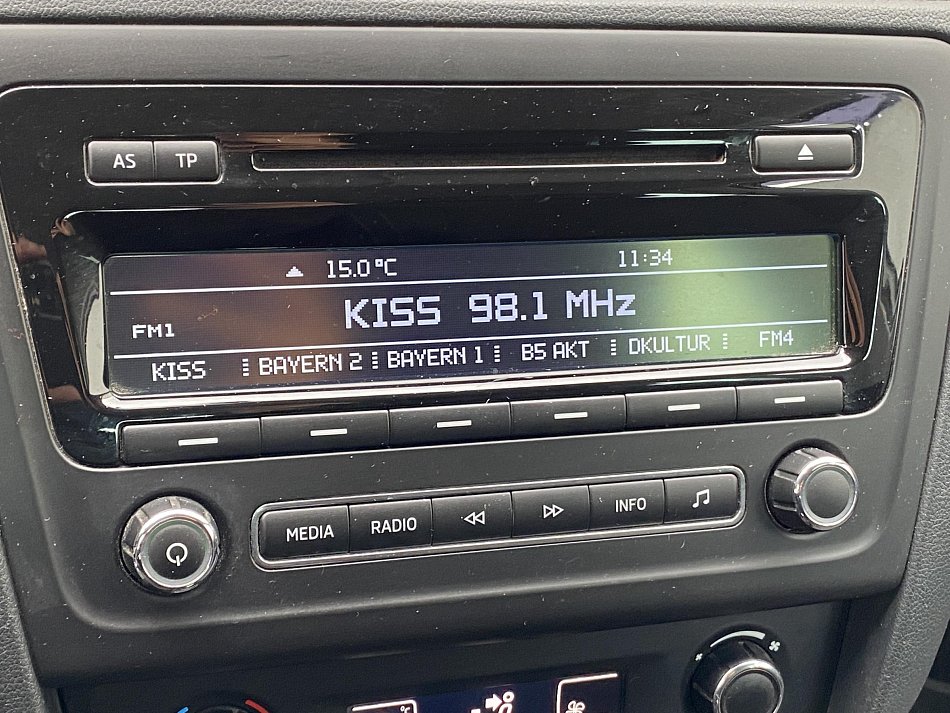 AS TP
15.0°C 11:34
KISS 98.1 MHz
FM1
KISS BAYERN 2 BAYERN 1 B5 AKT DKULTUR FM4
MEDIA RADIO INFO
°C